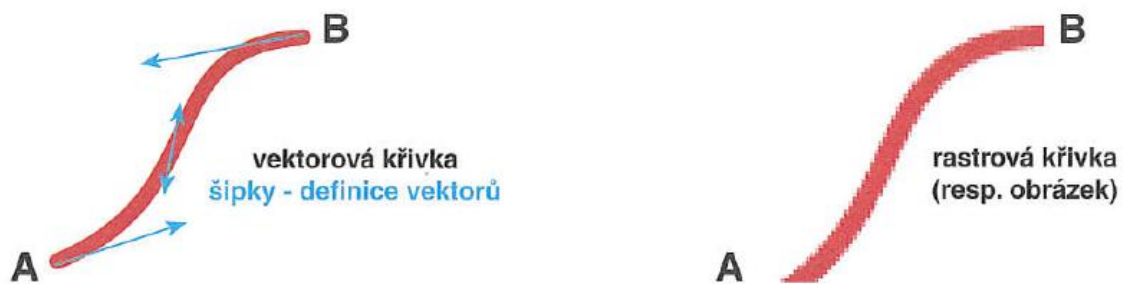 B
vektorová křivka
šipky - definice vektorů
A
B
rastrová křivka
(resp. obrázek)
A